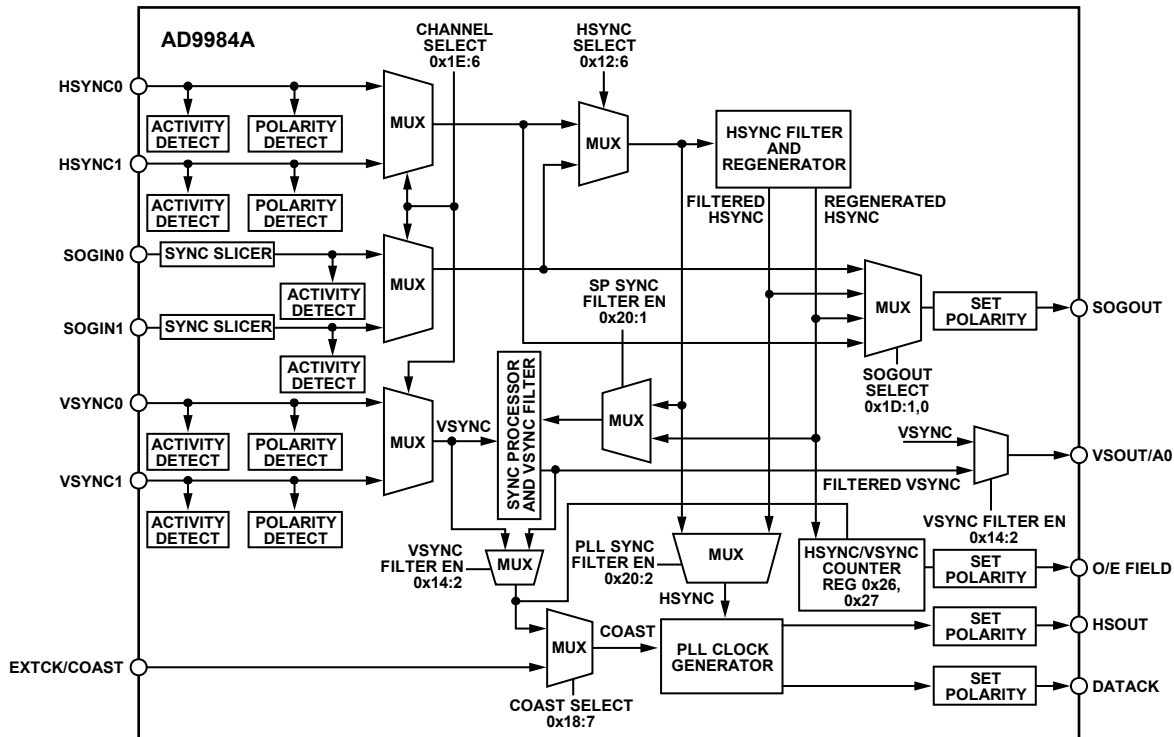 AD9984A
CHANNEL
SELECT
0x1E:6
HSYNC
SELECT
0x12:6
HSYNC0
ACTIVITY
DETECT
POLARITY
DETECT
MUX
MUX
HSYNC FILTER
AND
REGENERATOR
HSYNC1
ACTIVITY
DETECT
POLARITY
DETECT
FILTERED
HSYNC
REGENERATED
HSYNC
SOGIN0
SYNC SLICER
ACTIVITY
DETECT
MUX
SP SYNC
FILTER EN
0x20:1
MUX
SET
POLARITY
SOGOUT
SOGIN1
SYNC SLICER
ACTIVITY
DETECT
SOGOUT
SELECT
0x1D:1,0
VSYNC0
ACTIVITY
DETECT
POLARITY
DETECT
MUX
VSYNC
SYNC PROCESSOR
AND VSYNC FILTER
MUX
VSYNC
VSOUT/A0
FILTERED VSYNC
VSYNC1
ACTIVITY
DETECT
POLARITY
DETECT
VSYNC FILTER EN
0x14:2
VSYNC
FILTER EN
0x14:2
MUX
PLL SYNC
FILTER EN
0x20:2
MUX
HSYNC
HSYNC/VSYNC
COUNTER
REG 0x26,
0x27
SET
POLARITY
O/E FIELD
EXTCK/COAST
MUX
COAST
PLL CLOCK
GENERATOR
SET
POLARITY
HSOUT
SET
POLARITY
DATACK
COAST SELECT
0x18:7